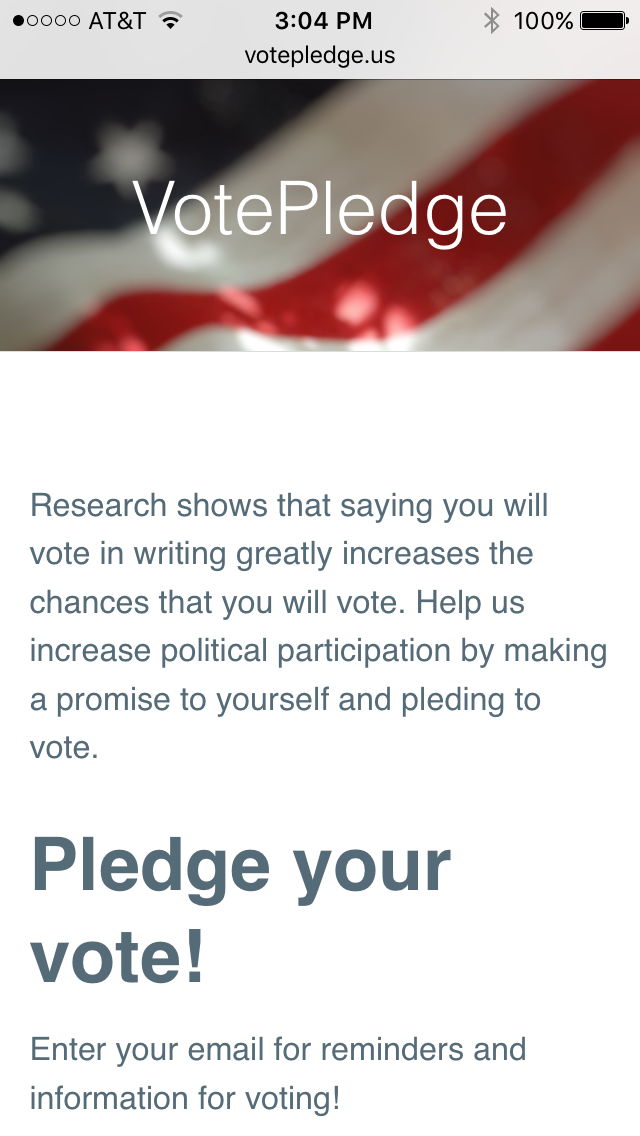 AT&T 3:04 PM 100%
votepledge.us
VotePledge
Research shows that saying you will
vote in writing greatly increases the
chances that you will vote. Help us
increase political participation by making
a promise to yourself and pleding to
vote.
Pledge your
vote!
Enter your email for reminders and
information for voting!